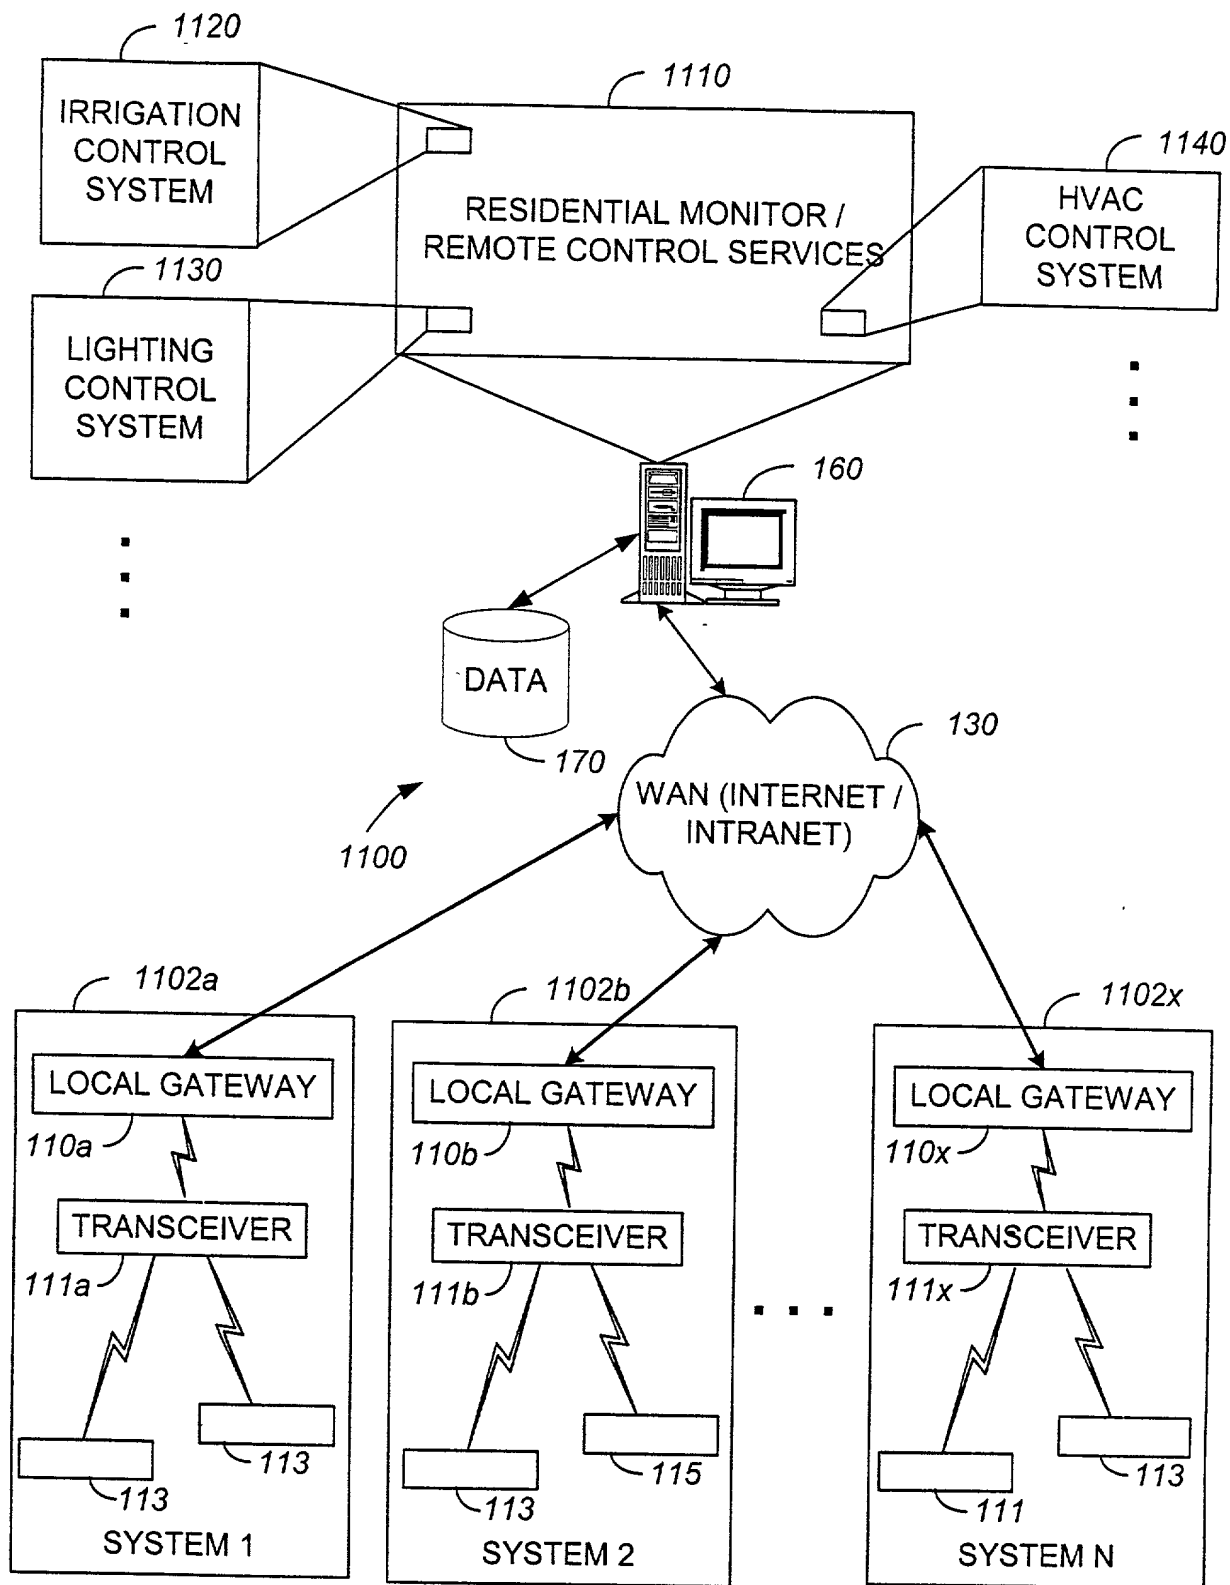 1120
IRRIGATION
CONTROL
SYSTEM
1110
RESIDENTIAL MONITOR /
REMOTE CONTROL SERVICES
1140
HVAC
CONTROL
SYSTEM
1130
LIGHTING
CONTROL
SYSTEM
160
DATA
170
130
WAN (INTERNET /
INTRANET)
1100
1102a
LOCAL GATEWAY
110a
TRANSCEIVER
111a
113
113
SYSTEM 1
1102b
LOCAL GATEWAY
110b
TRANSCEIVER
111b
115
113
SYSTEM 2
1102x
LOCAL GATEWAY
110x
TRANSCEIVER
111x
113
111
SYSTEM N